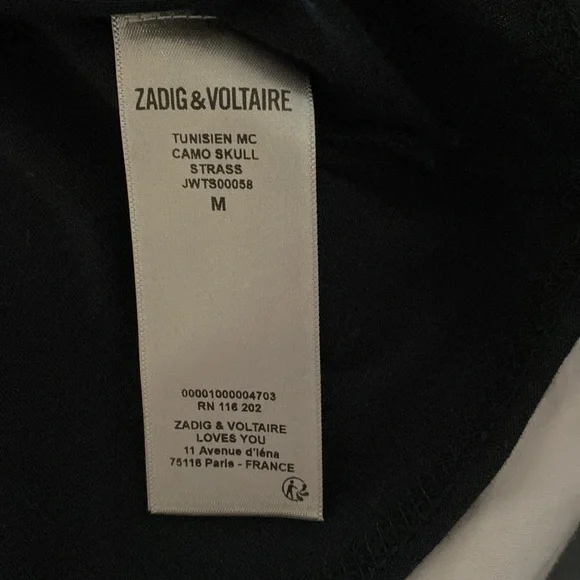 ZADIG & VOLTAIRE
TUNISIEN MC
CAMO SKULL
STRASS
JWTS00058
M
00001000004703
RN 116 202
ZADIG & VOLTAIRE
LOVES YOU
11 Avenue d'Iéna
75116 Paris - FRANCE